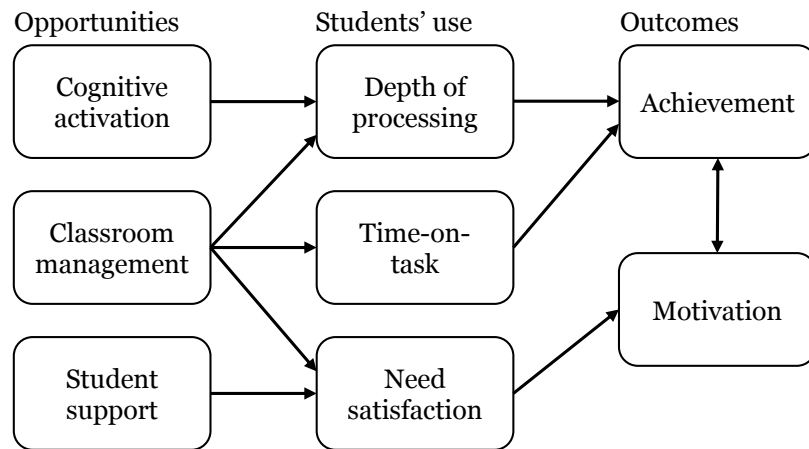 Opportunities
Students’ use
Outcomes
Cognitive
activation
Depth of
processing
Achievement
Classroom
management
Time-on-
task
Motivation
Student
support
Need
satisfaction